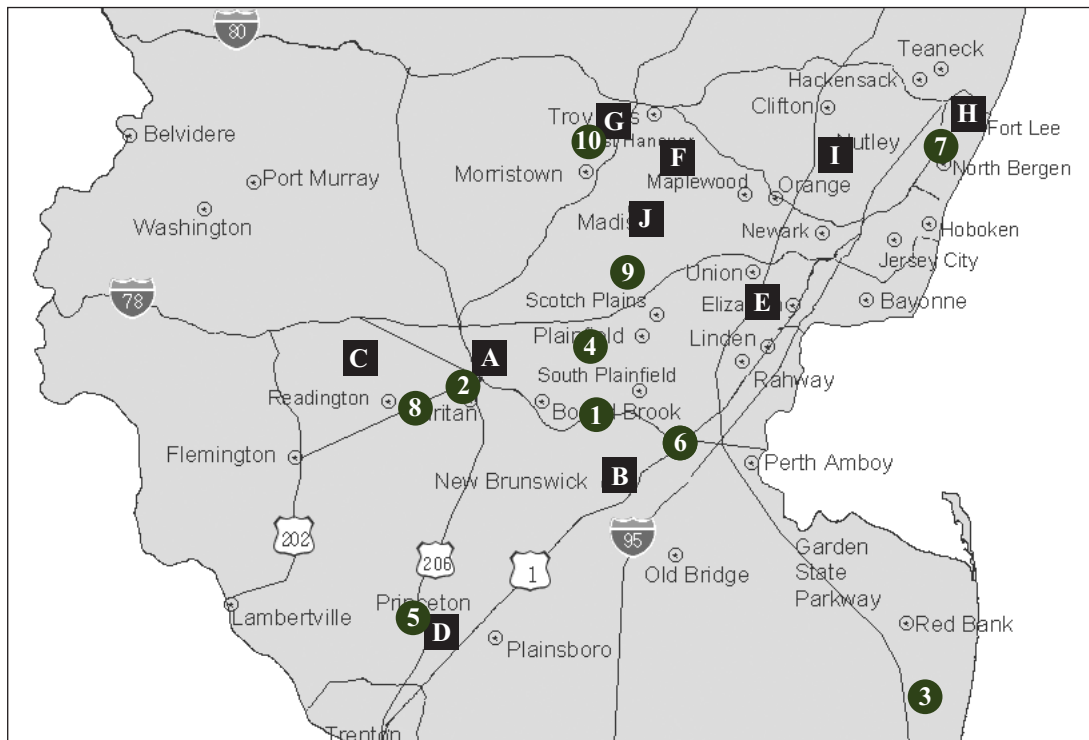 80
Teaneck
Hackensack
Clifton
H
G
Fort Lee
Belvidere
10
Nutley
7
I
F
North Bergen
Morristown
Port Murray
Maplewood
Orange
Washington
J
Hoboken
Newark
Jersey City
9
Union
78
Scotch Plains
E
Bayonne
Plainfield
4
Linden
C
A
Rahway
2
South Plainfield
Readington
8
1
6
Flemington
Perth Amboy
New Brunswick
B
202
95
206
1
Garden
State
Parkway
Old Bridge
Lambertville
5
D
Red Bank
Plainsboro
3
Trenton